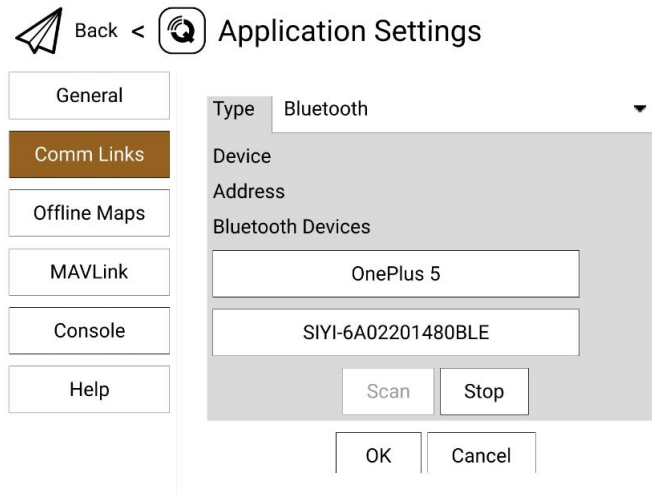 Back < Application Settings
General
Comm Links
Offline Maps
MAVLink
Console
Help
Type Bluetooth
Device
Address
Bluetooth Devices
OnePlus 5
SIYI-6A02201480BLE
Scan Stop
OK Cancel